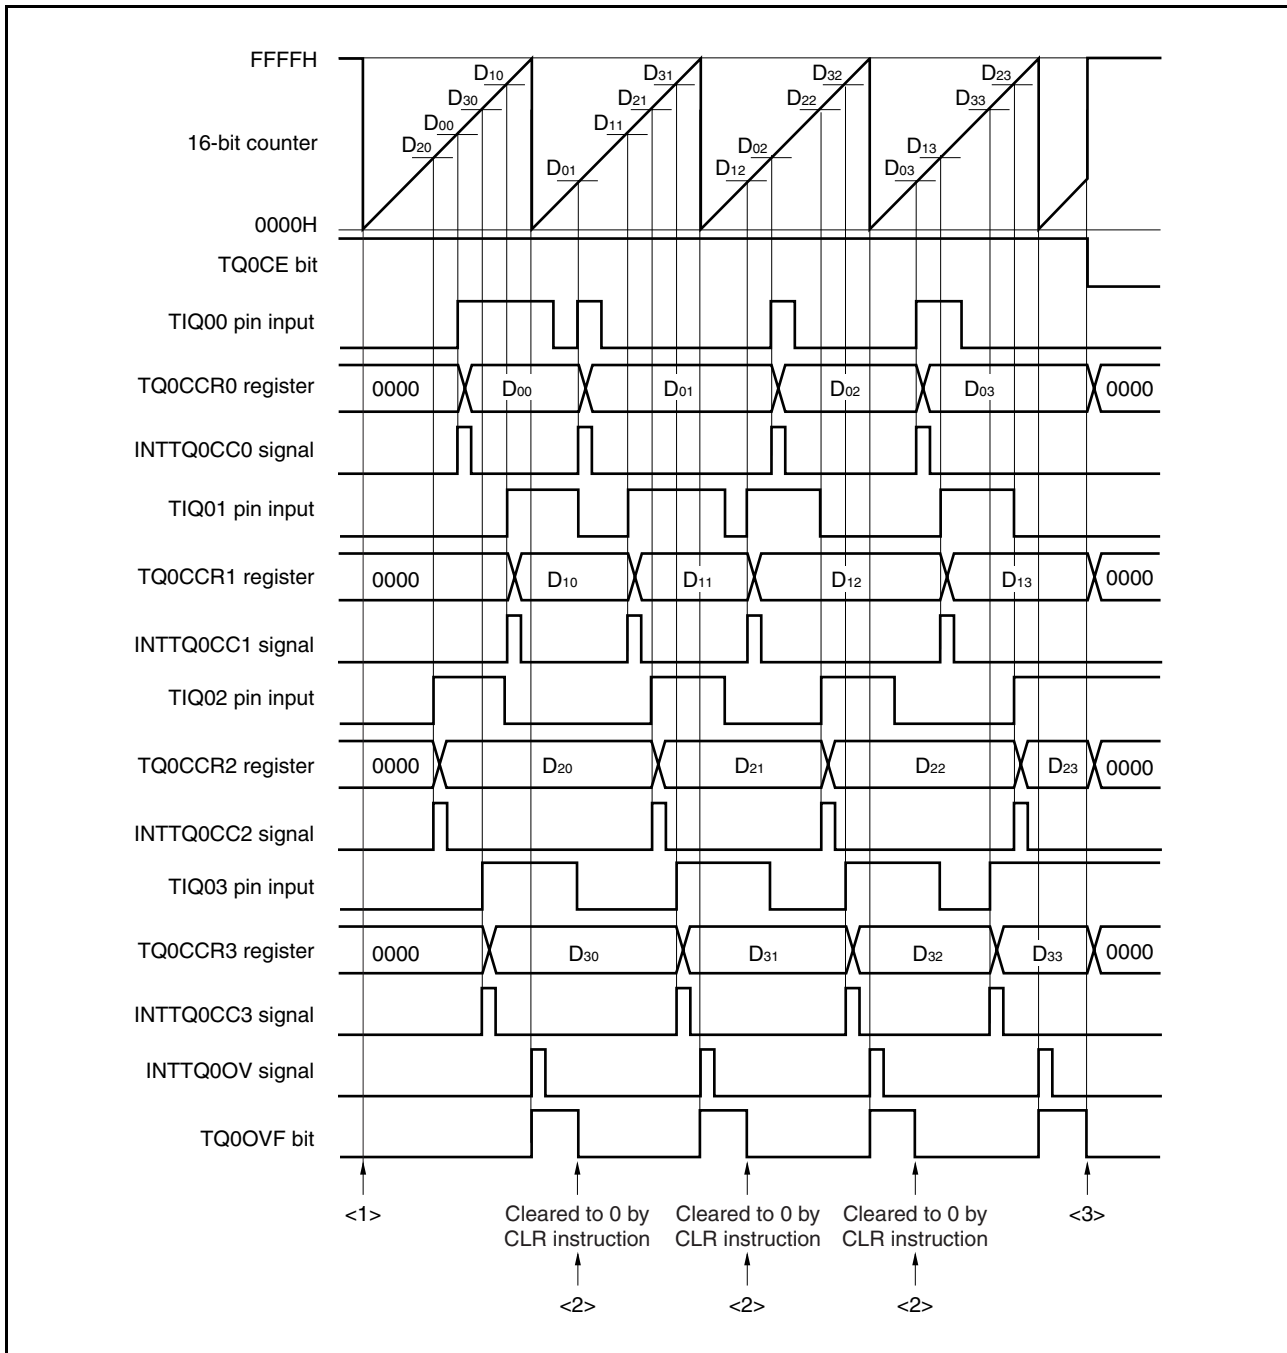 FFFFH
D10
D31
D32
D23
D30
D21
D22
D33
D00
D11
16-bit counter
D20
D02
D13
D01
D12
D03
0000H
TQ0CE bit
TIQ00 pin input
TQ0CCR0 register
0000
D00
D01
D02
D03
0000
INTTQ0CC0 signal
TIQ01 pin input
TQ0CCR1 register
0000
D10
D11
D12
D13
0000
INTTQ0CC1 signal
TIQ02 pin input
TQ0CCR2 register
0000
D20
D21
D22
D23
0000
INTTQ0CC2 signal
TIQ03 pin input
TQ0CCR3 register
0000
D30
D31
D32
D33
0000
INTTQ0CC3 signal
INTTQ0OV signal
TQ0OVF bit
<1>
Cleared to 0 by
CLR instruction
Cleared to 0 by
CLR instruction
Cleared to 0 by
CLR instruction
<3>
<2>
<2>
<2>